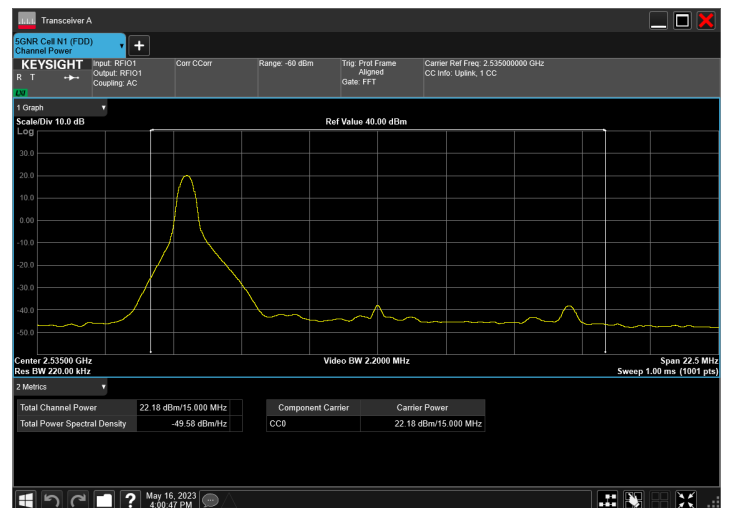 Transceiver A
5GNR Cell N1 (FDD)
Channel Power
KEYSIGHT
R T
LXI
Input: RFIO1
Output: RFIO1
Coupling: AC
Corr CCorr
Range: -60 dBm
Trig: Prot Frame
Aligned
Gate: FFT
Carrier Ref Freq: 2.535000000 GHz
CC Info: Uplink, 1 CC
1 Graph
Scale/Div 10.0 dB
Ref Value 40.00 dBm
Log
30.0
20.0
10.0
0.00
-10.0
-20.0
-30.0
-40.0
-50.0
Center 2.53500 GHz
Video BW 2.2000 MHz
Span 22.5 MHz
Res BW 220.00 kHz
Sweep 1.00 ms (1001 pts)
2 Metrics
Total Channel Power 22.18 dBm/15.000 MHz
Total Power Spectral Density -49.58 dBm/Hz
Component Carrier Carrier Power
CC0 22.18 dBm/15.000 MHz
?
May 16, 2023
4:00:47 PM